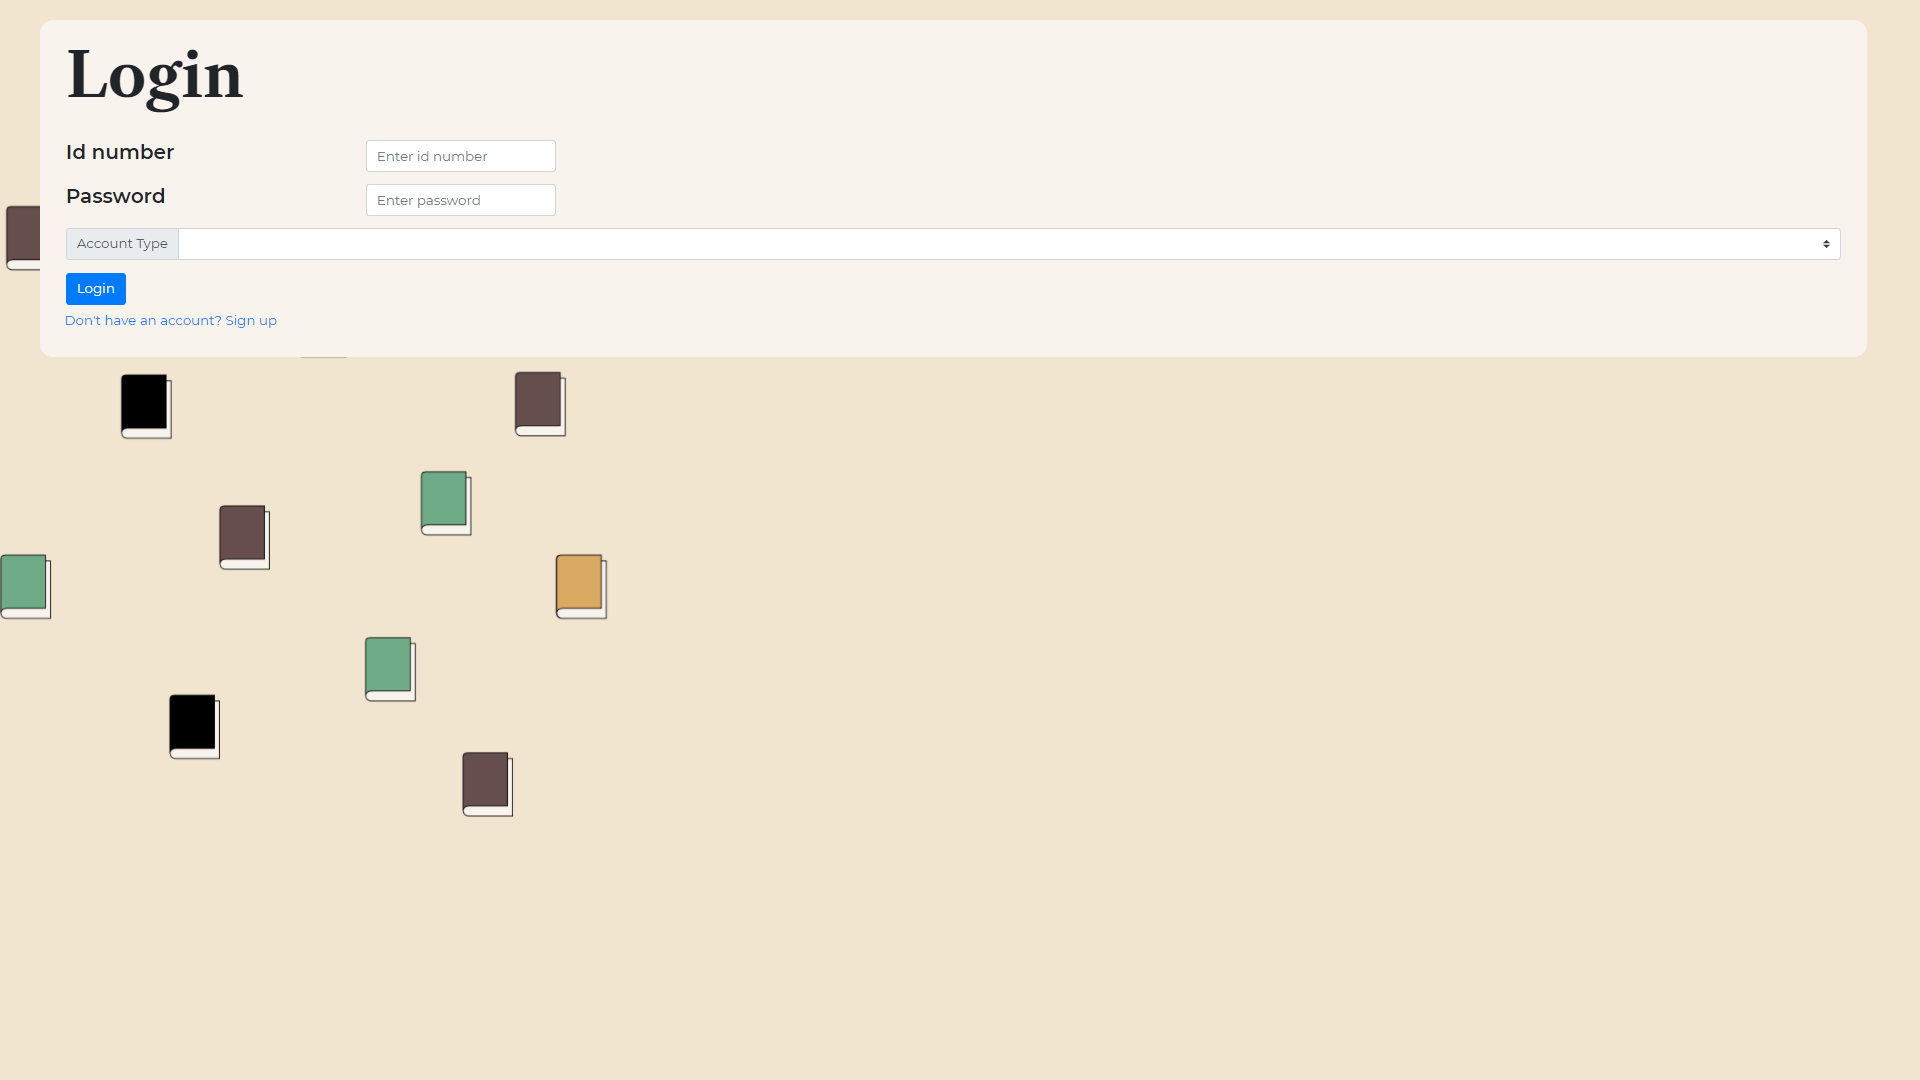 Login
Id number
Enter id number
Password
Enter password
Account Type
Login
Don't have an account? Sign up